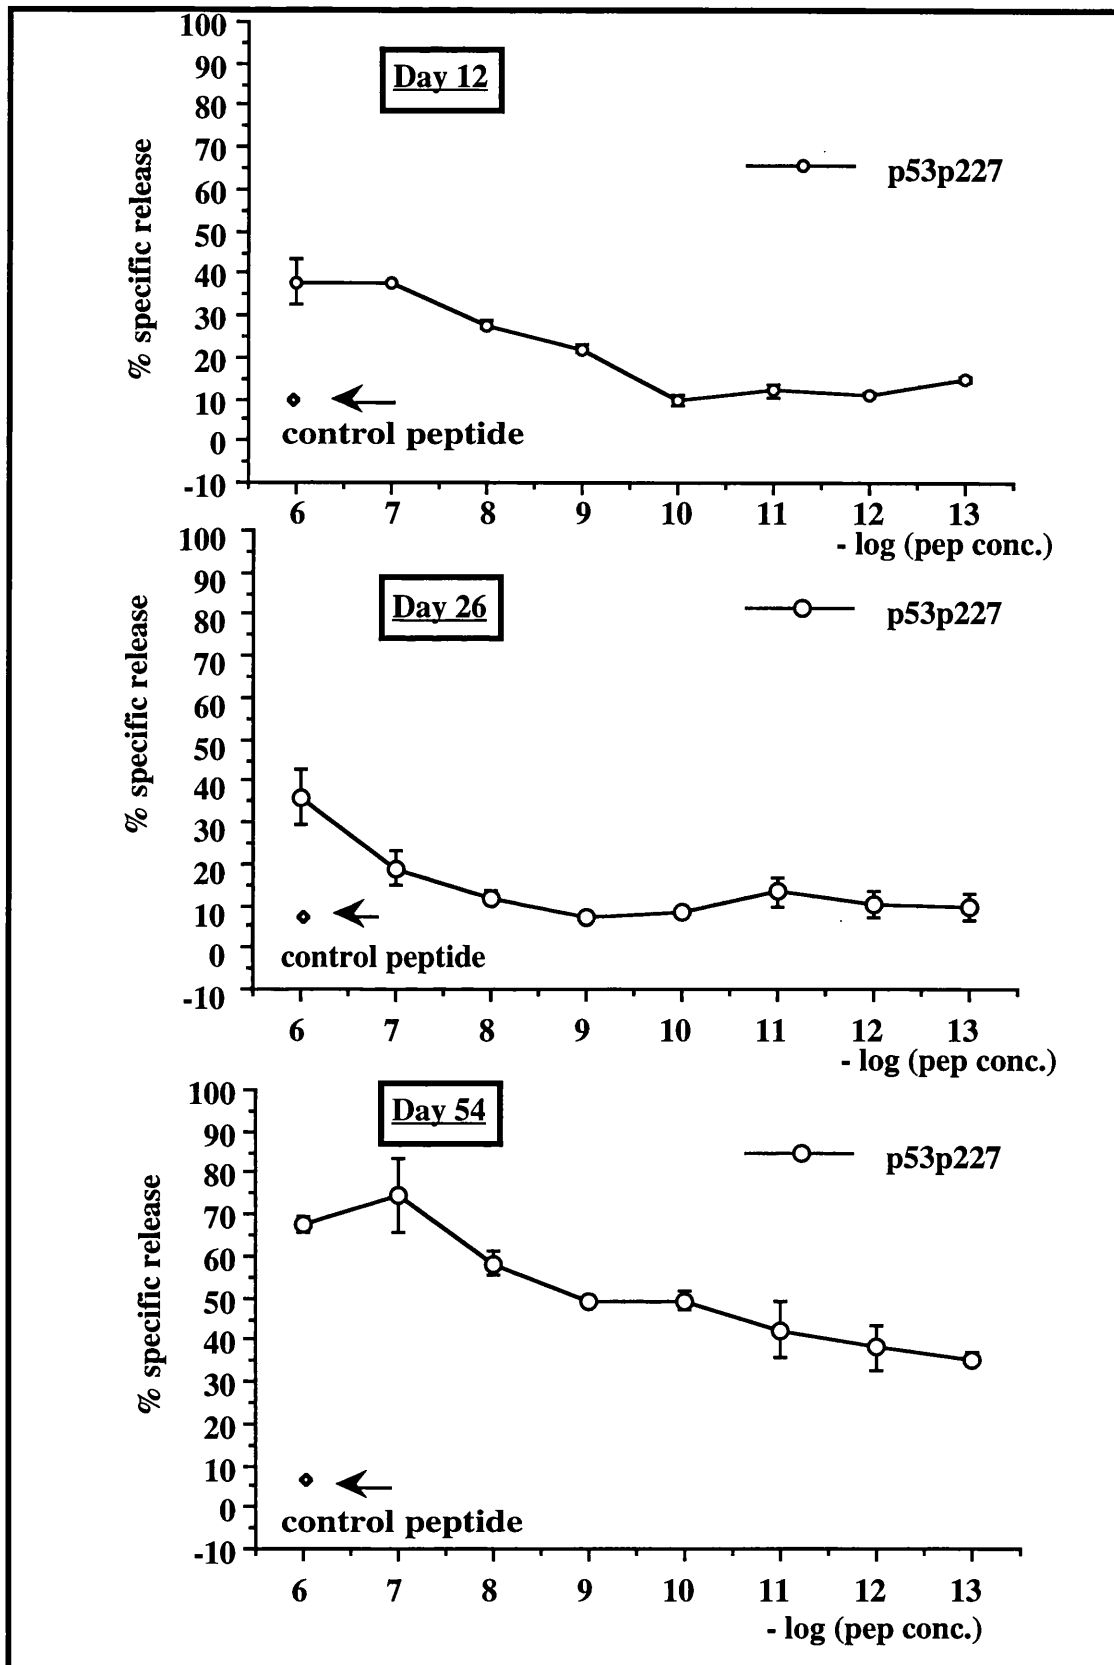 100
90
80
70
60
50
40
30
20
10
0
-10
% specific release
Day 12
p53p227
control peptide
6 7 8 9 10 11 12 13
- log (pep conc.)
100
90
80
70
60
50
40
30
20
10
0
-10
% specific release
Day 26
p53p227
control peptide
6 7 8 9 10 11 12 13
- log (pep conc.)
100
90
80
70
60
50
40
30
20
10
0
-10
% specific release
Day 54
p53p227
control peptide
6 7 8 9 10 11 12 13
- log (pep conc.)